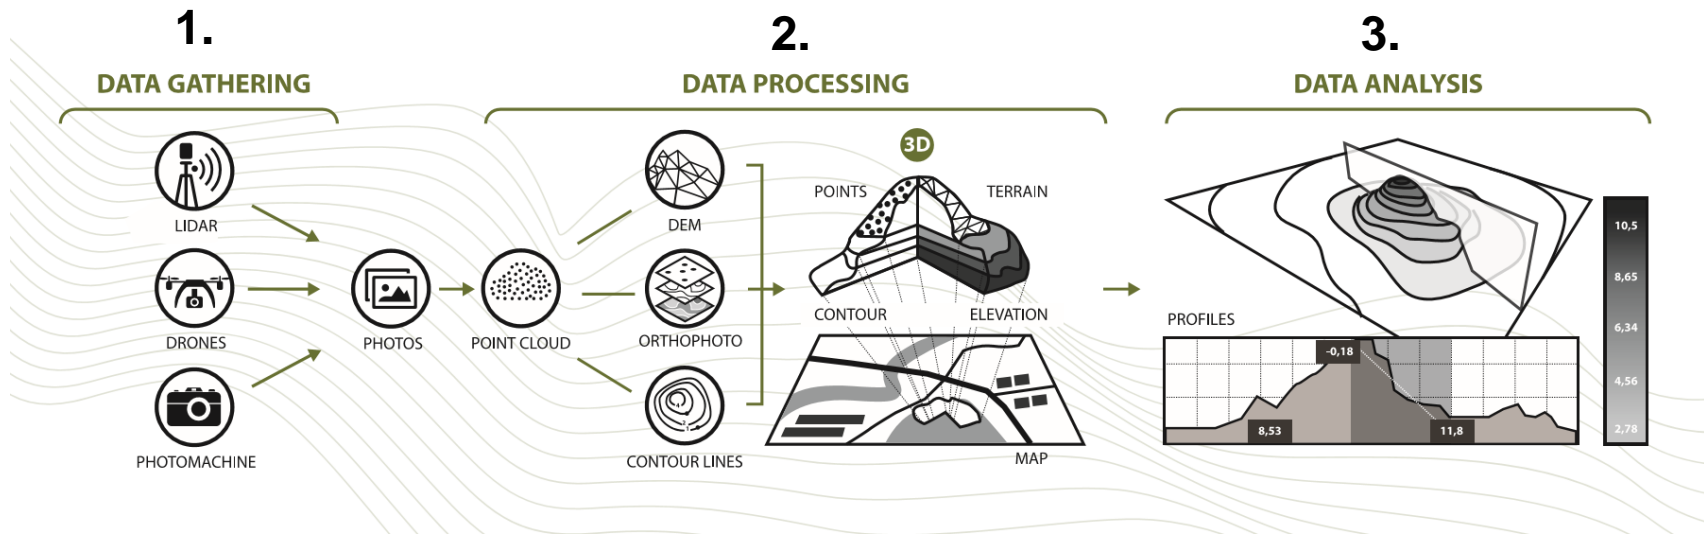 1.
DATA GATHERING
LIDAR
DRONES
PHOTOMACHINE
PHOTOS
2.
DATA PROCESSING
POINT CLOUD
DEM
ORTHOPHOTO
CONTOUR LINES
3D
POINTS
TERRAIN
CONTOUR
ELEVATION
MAP
3.
DATA ANALYSIS
PROFILES
-0,18
8,53
11,8
10,5
8,65
6,34
4,56
2,78